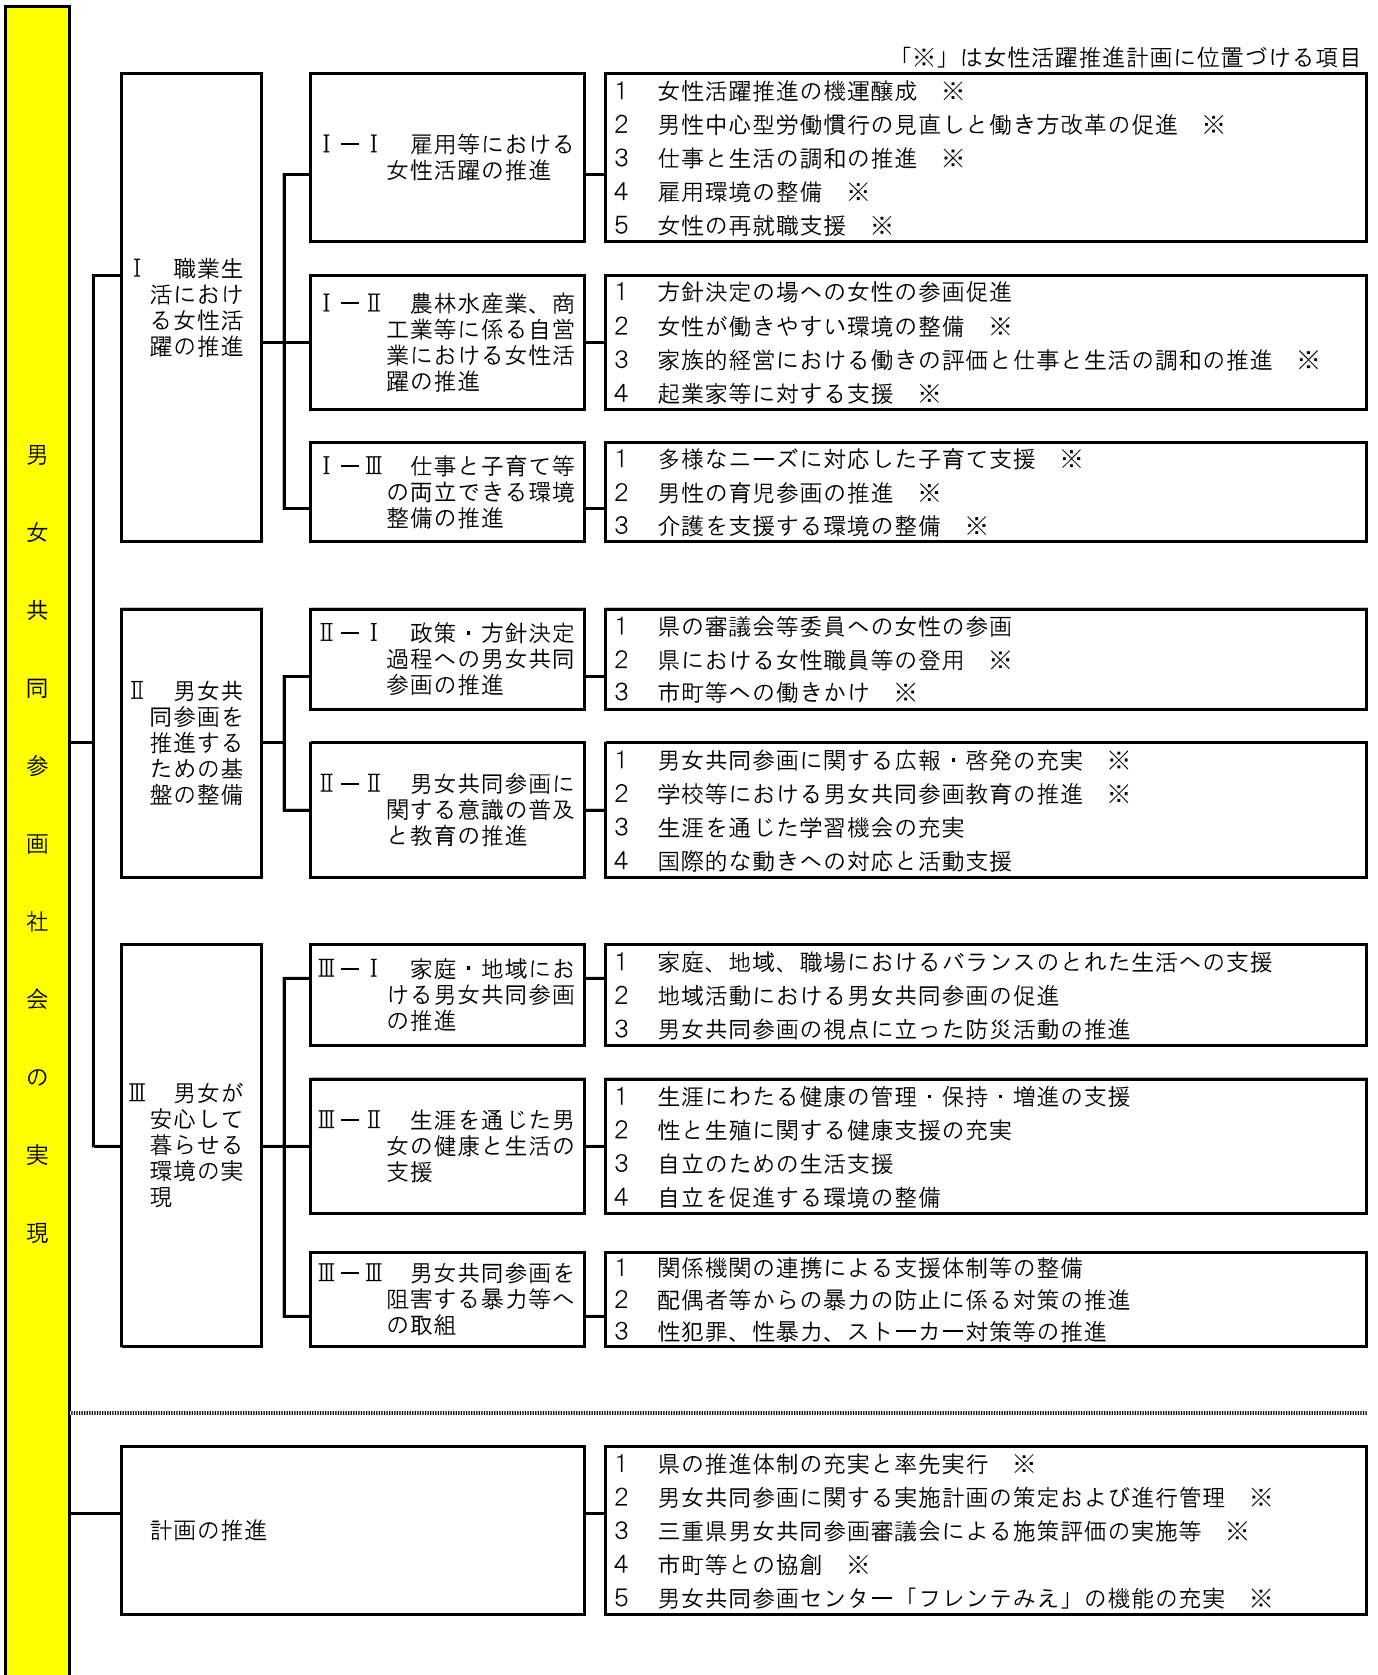 男女共同参画社会の実現
「※」は女性活躍推進計画に位置づける項目
Ⅰ　職業生
活におけ
る女性活
躍の推進
Ⅰ－Ⅰ　雇用等における
女性活躍の推進
1　女性活躍推進の機運醸成　※
2　男性中心型労働慣行の見直しと働き方改革の促進　※
3　仕事と生活の調和の推進　※
4　雇用環境の整備　※
5　女性の再就職支援　※
Ⅰ－Ⅱ　農林水産業、商
工業等に係る自営
業における女性活
躍の推進
1　方針決定の場への女性の参画促進
2　女性が働きやすい環境の整備　※
3　家族的経営における働きの評価と仕事と生活の調和の推進　※
4　起業家等に対する支援　※
Ⅰ－Ⅲ　仕事と子育て等
の両立できる環境
整備の推進
1　多様なニーズに対応した子育て支援　※
2　男性の育児参画の推進　※
3　介護を支援する環境の整備　※
Ⅱ　男女共
同参画を
推進する
ための基
盤の整備
Ⅱ－Ⅰ　政策・方針決定
過程への男女共同
参画の推進
1　県の審議会等委員への女性の参画
2　県における女性職員等の登用　※
3　市町等への働きかけ　※
Ⅱ－Ⅱ　男女共同参画に
関する意識の普及
と教育の推進
1　男女共同参画に関する広報・啓発の充実　※
2　学校等における男女共同参画教育の推進　※
3　生涯を通じた学習機会の充実
4　国際的な動きへの対応と活動支援
Ⅲ　男女が
安心して
暮らせる
環境の実
現
Ⅲ－Ⅰ　家庭・地域にお
ける男女共同参画
の推進
1　家庭、地域、職場におけるバランスのとれた生活への支援
2　地域活動における男女共同参画の促進
3　男女共同参画の視点に立った防災活動の推進
Ⅲ－Ⅱ　生涯を通じた男
女の健康と生活の
支援
1　生涯にわたる健康の管理・保持・増進の支援
2　性と生殖に関する健康支援の充実
3　自立のための生活支援
4　自立を促進する環境の整備
Ⅲ－Ⅲ　男女共同参画を
阻害する暴力等へ
の取組
1　関係機関の連携による支援体制等の整備
2　配偶者等からの暴力の防止に係る対策の推進
3　性犯罪、性暴力、ストーカー対策等の推進
計画の推進
1　県の推進体制の充実と率先実行　※
2　男女共同参画に関する実施計画の策定および進行管理　※
3　三重県男女共同参画審議会による施策評価の実施等　※
4　市町等との協創　※
5　男女共同参画センター「フレンテみえ」の機能の充実　※